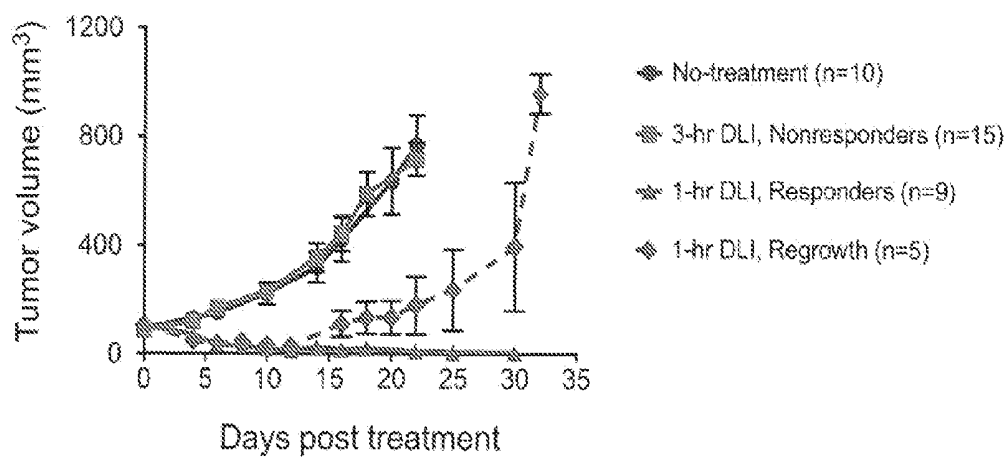 Tumor volume (mm³)
1200
800
400
0
0 5 10 15 20 25 30 35
Days post treatment
No-treatment (n=10)
3-hr DLI, Nonresponders (n=15)
1-hr DLI, Responders (n=9)
1-hr DLI, Regrowth (n=5)